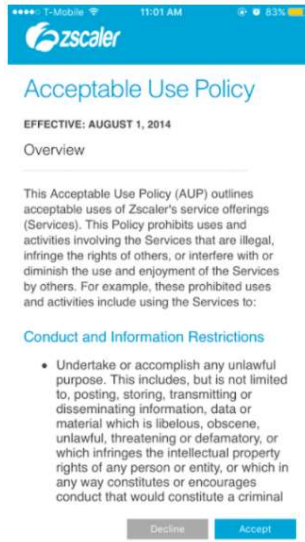 T-Mobile 11:01 AM 83%
zscaler
Acceptable Use Policy
EFFECTIVE: AUGUST 1, 2014
Overview
This Acceptable Use Policy (AUP) outlines
acceptable uses of Zscaler's service offerings
(Services). This Policy prohibits uses and
activities involving the Services that are illegal,
infringe the rights of others, or interfere with or
diminish the use and enjoyment of the Services
by others. For example, these prohibited uses
and activities include using the Services to:
Conduct and Information Restrictions
• Undertake or accomplish any unlawful
purpose. This includes, but is not limited
to, posting, storing, transmitting or
disseminating information, data or
material which is libelous, obscene,
unlawful, threatening or defamatory, or
which infringes the intellectual property
rights of any person or entity, or which in
any way constitutes or encourages
conduct that would constitute a criminal
Decline Accept